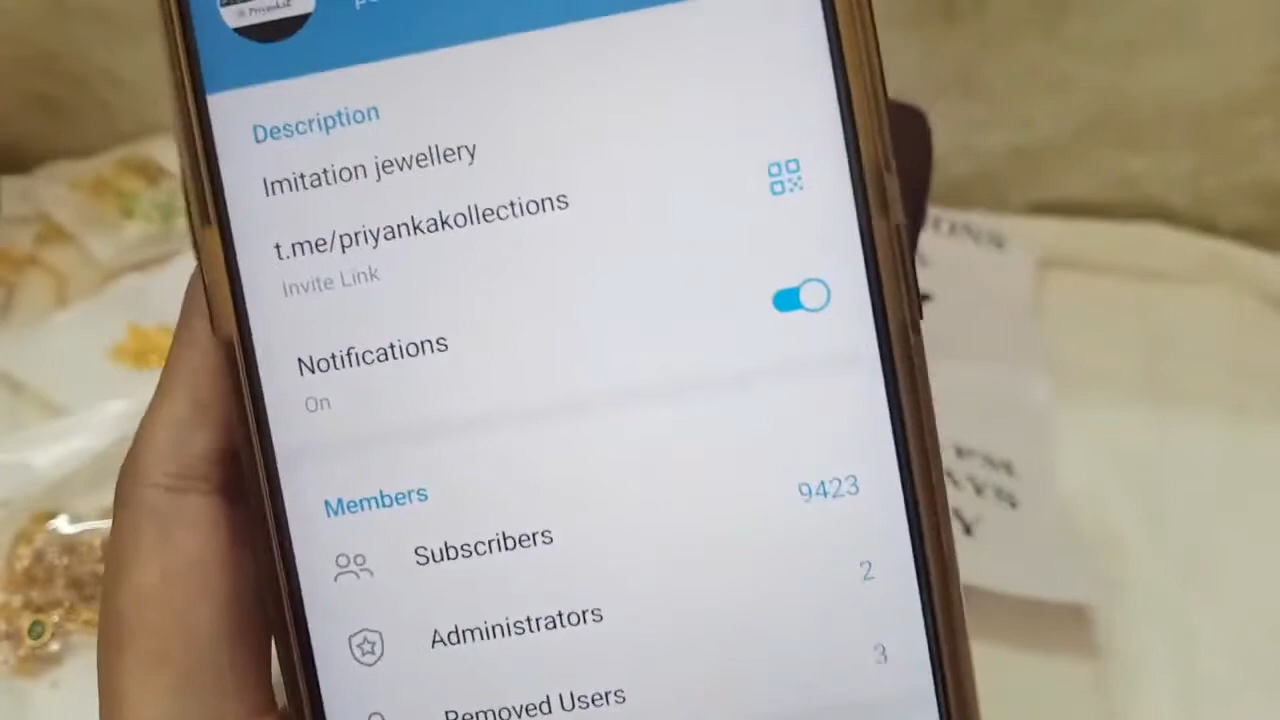 Description
Imitation jewellery
t.me/priyankakollections
Invite Link
Notifications
On
Members
Subscribers 9423
Administrators 2
Removed Users 3